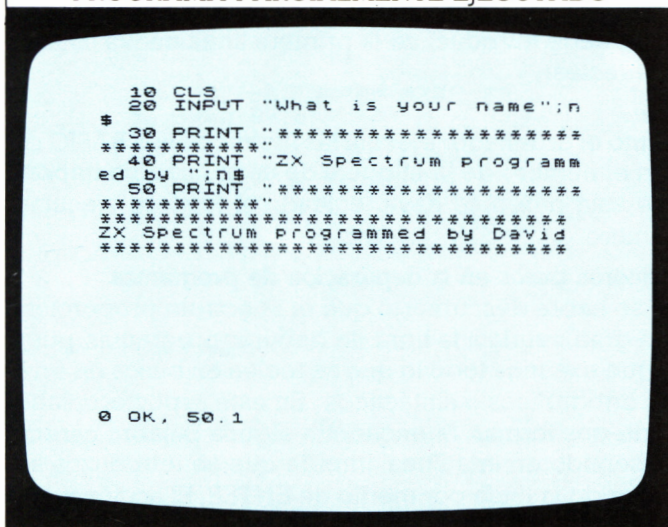 10 CLS
20 INPUT "What is your name";n
$
30 PRINT "********************
***********"
40 PRINT "ZX Spectrum programm
ed by ";n$
50 PRINT "********************
***********"
*******************************
ZX Spectrum programmed by David
*******************************
0 OK, 50.1